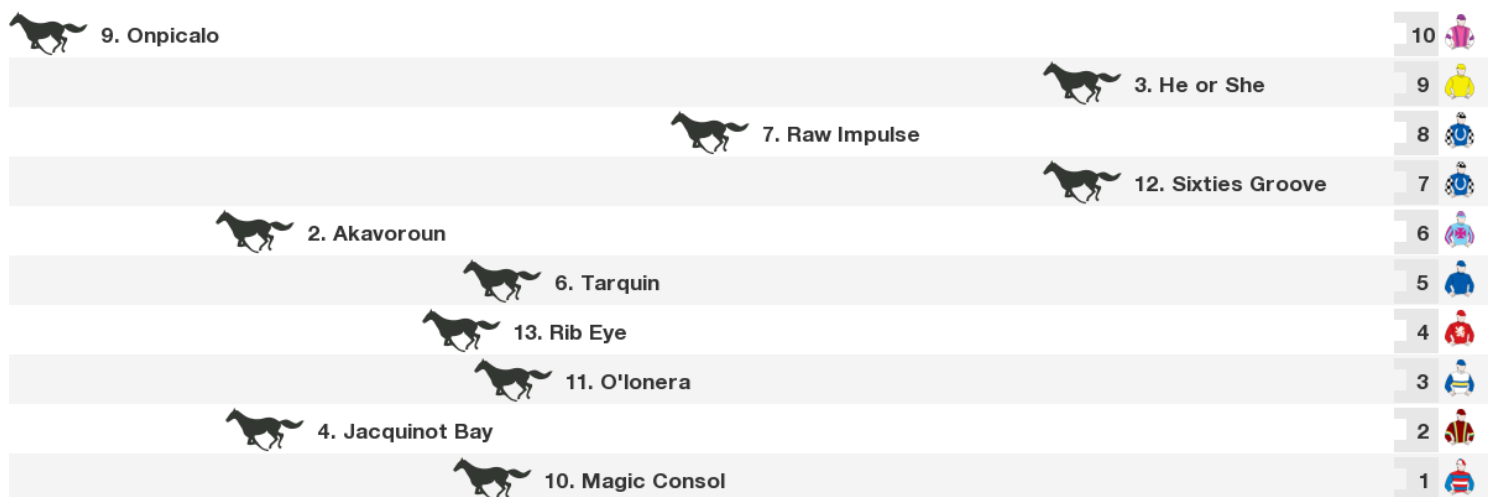 9. Onpicalo 10
3. He or She 9
7. Raw Impulse 8
12. Sixties Groove 7
2. Akavoroun 6
6. Tarquin 5
13. Rib Eye 4
11. O'lonera 3
4. Jacquinot Bay 2
10. Magic Consol 1